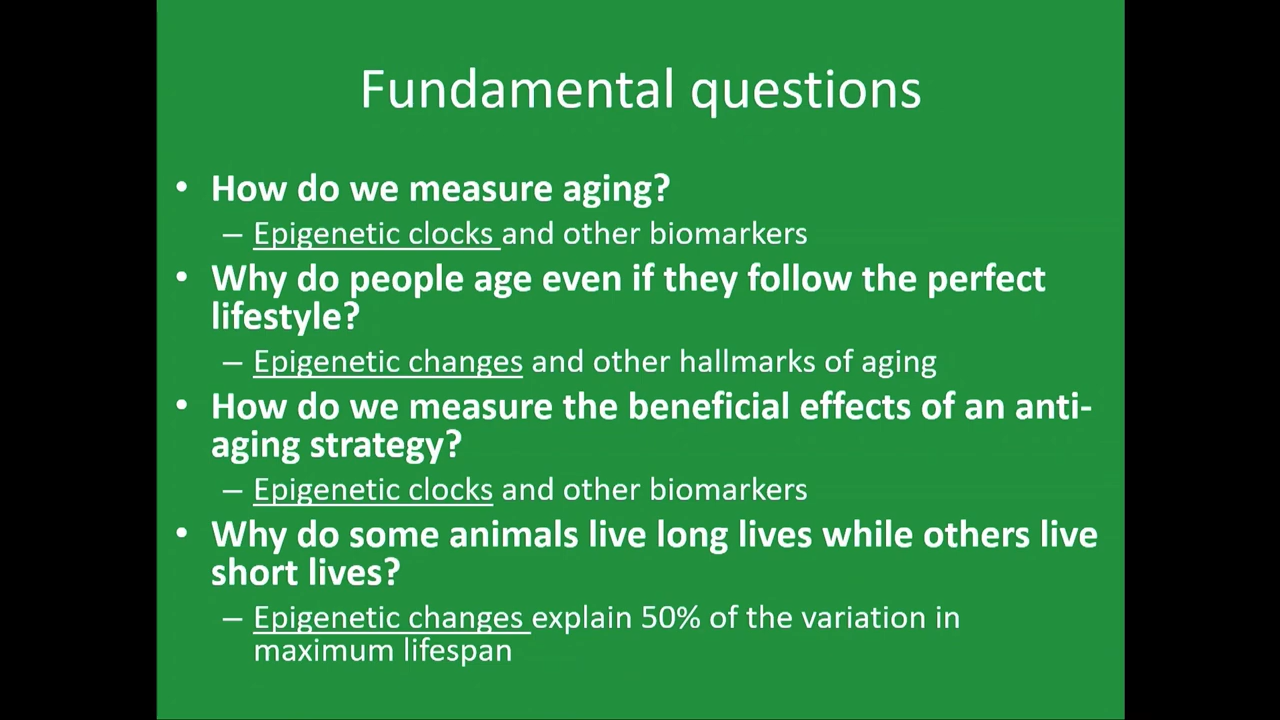 Fundamental questions
• How do we measure aging?
– Epigenetic clocks and other biomarkers
• Why do people age even if they follow the perfect
lifestyle?
– Epigenetic changes and other hallmarks of aging
• How do we measure the beneficial effects of an anti-
aging strategy?
– Epigenetic clocks and other biomarkers
• Why do some animals live long lives while others live
short lives?
– Epigenetic changes explain 50% of the variation in
maximum lifespan